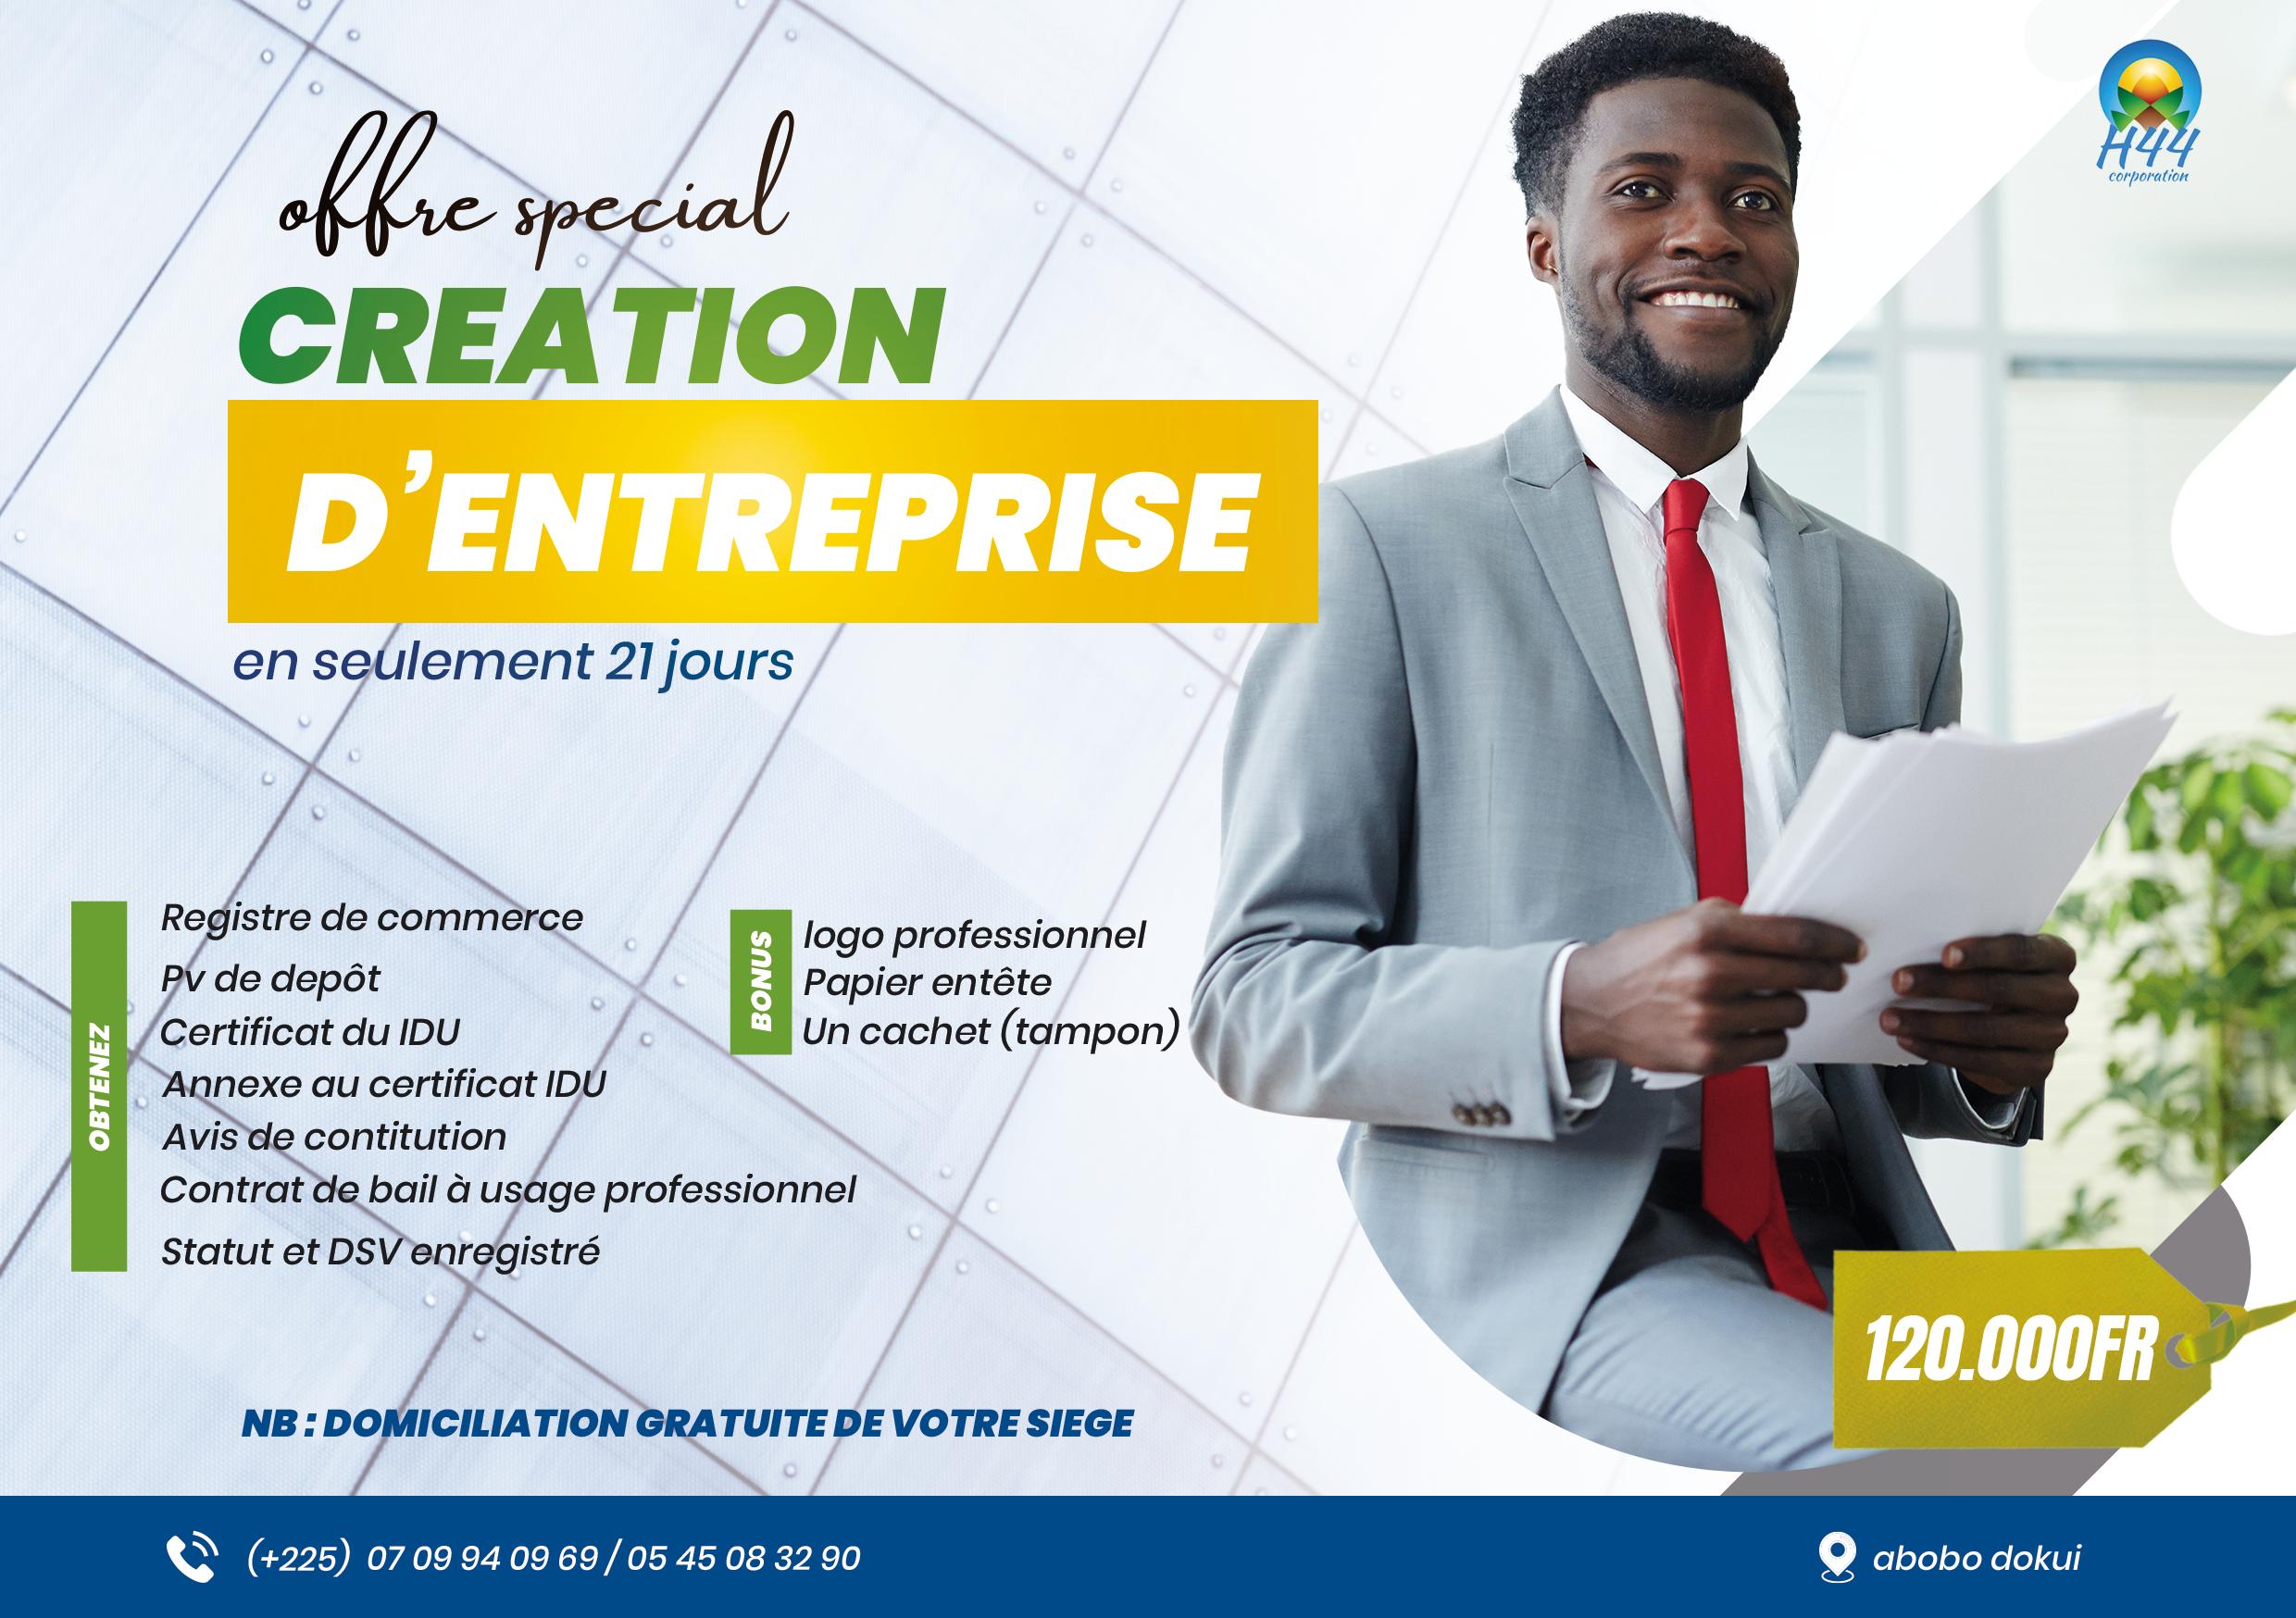 H44
corporation
offre special
CREATION
D'ENTREPRISE
en seulement 21 jours
OBTENEZ
Registre de commerce
Pv de depôt
Certificat du IDU
Annexe au certificat IDU
Avis de contitution
Contrat de bail à usage professionnel
Statut et DSV enregistré
BONUS
logo professionnel
Papier entête
Un cachet (tampon)
120.000FR
NB : DOMICILIATION GRATUITE DE VOTRE SIEGE
(+225) 07 09 94 09 69 / 05 45 08 32 90
abobo dokui